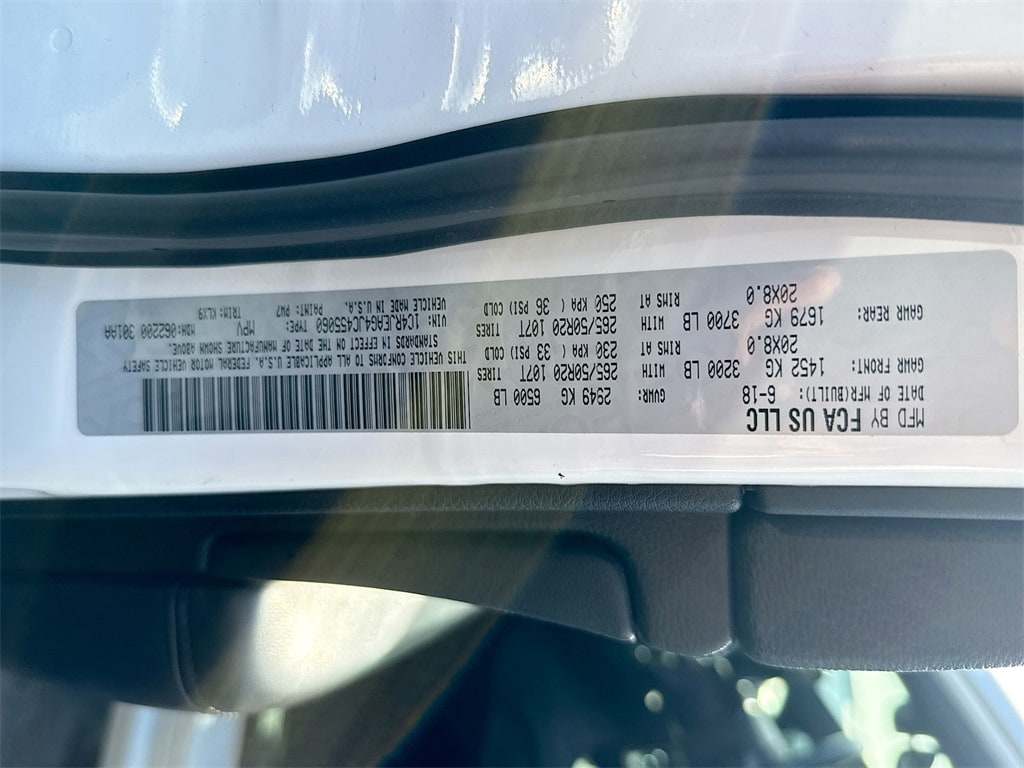 MFD BY FCA US LLC
DATE OF MFR(BUILT): 6-18 GVWR: 2949 KG 6500 LB
GAWR FRONT: 1452 KG 3200 LB WITH 265/50R20 107T TIRES
20X8.0 RIMS AT 230 KPA ( 33 PSI) COLD
GAWR REAR: 1679 KG 3700 LB WITH 265/50R20 107T TIRES
20X8.0 RIMS AT 250 KPA ( 36 PSI) COLD
THIS VEHICLE CONFORMS TO ALL APPLICABLE U.S.A. FEDERAL MOTOR VEHICLE SAFETY
STANDARDS IN EFFECT ON THE DATE OF MANUFACTURE SHOWN ABOVE.
VIN: 1C4RJEAG4JC455060 TYPE: MPV MDH:062200 301AA
VEHICLE MADE IN U.S.A. PAINT: PW7 TRIM: KLX9